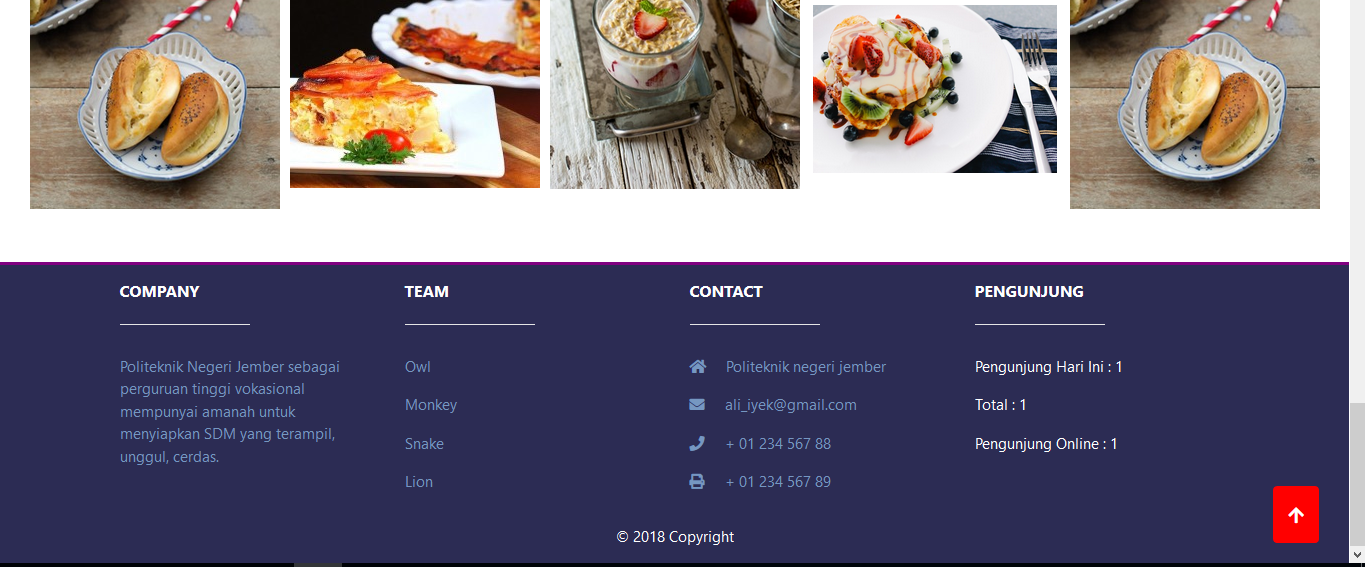 COMPANY
Politeknik Negeri Jember sebagai
perguruan tinggi vokasional
mempunyai amanah untuk
menyiapkan SDM yang terampil,
unggul, cerdas.
TEAM
Owl
Monkey
Snake
Lion
CONTACT
Politeknik negeri jember
ali_iyek@gmail.com
+ 01 234 567 88
+ 01 234 567 89
PENGUNJUNG
Pengunjung Hari Ini : 1
Total : 1
Pengunjung Online : 1
© 2018 Copyright